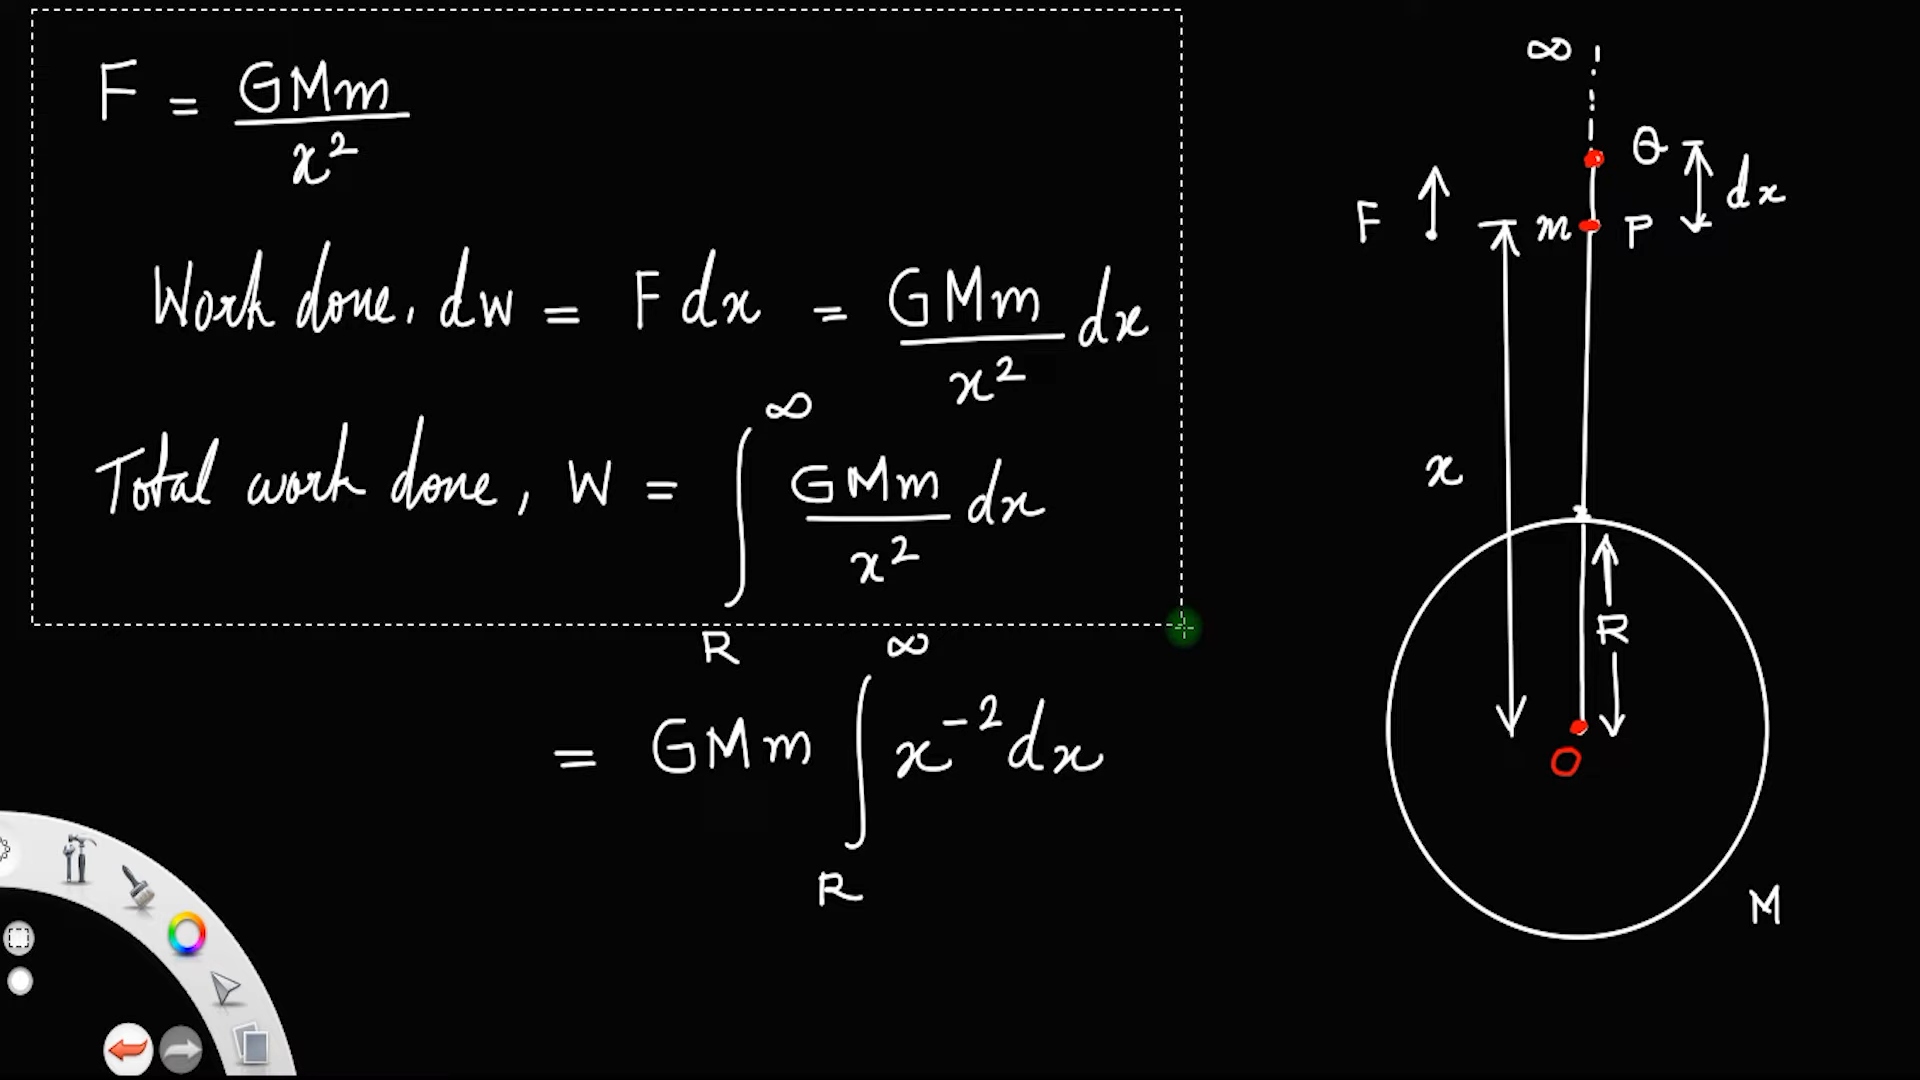 F = GMm / x²
Work done, dw = F dx = GMm / x² dx
Total work done, W = ∫_R^∞ GMm / x² dx
= GMm ∫_R^∞ x⁻² dx
∞
Q
dx
F
m
P
x
R
O
M